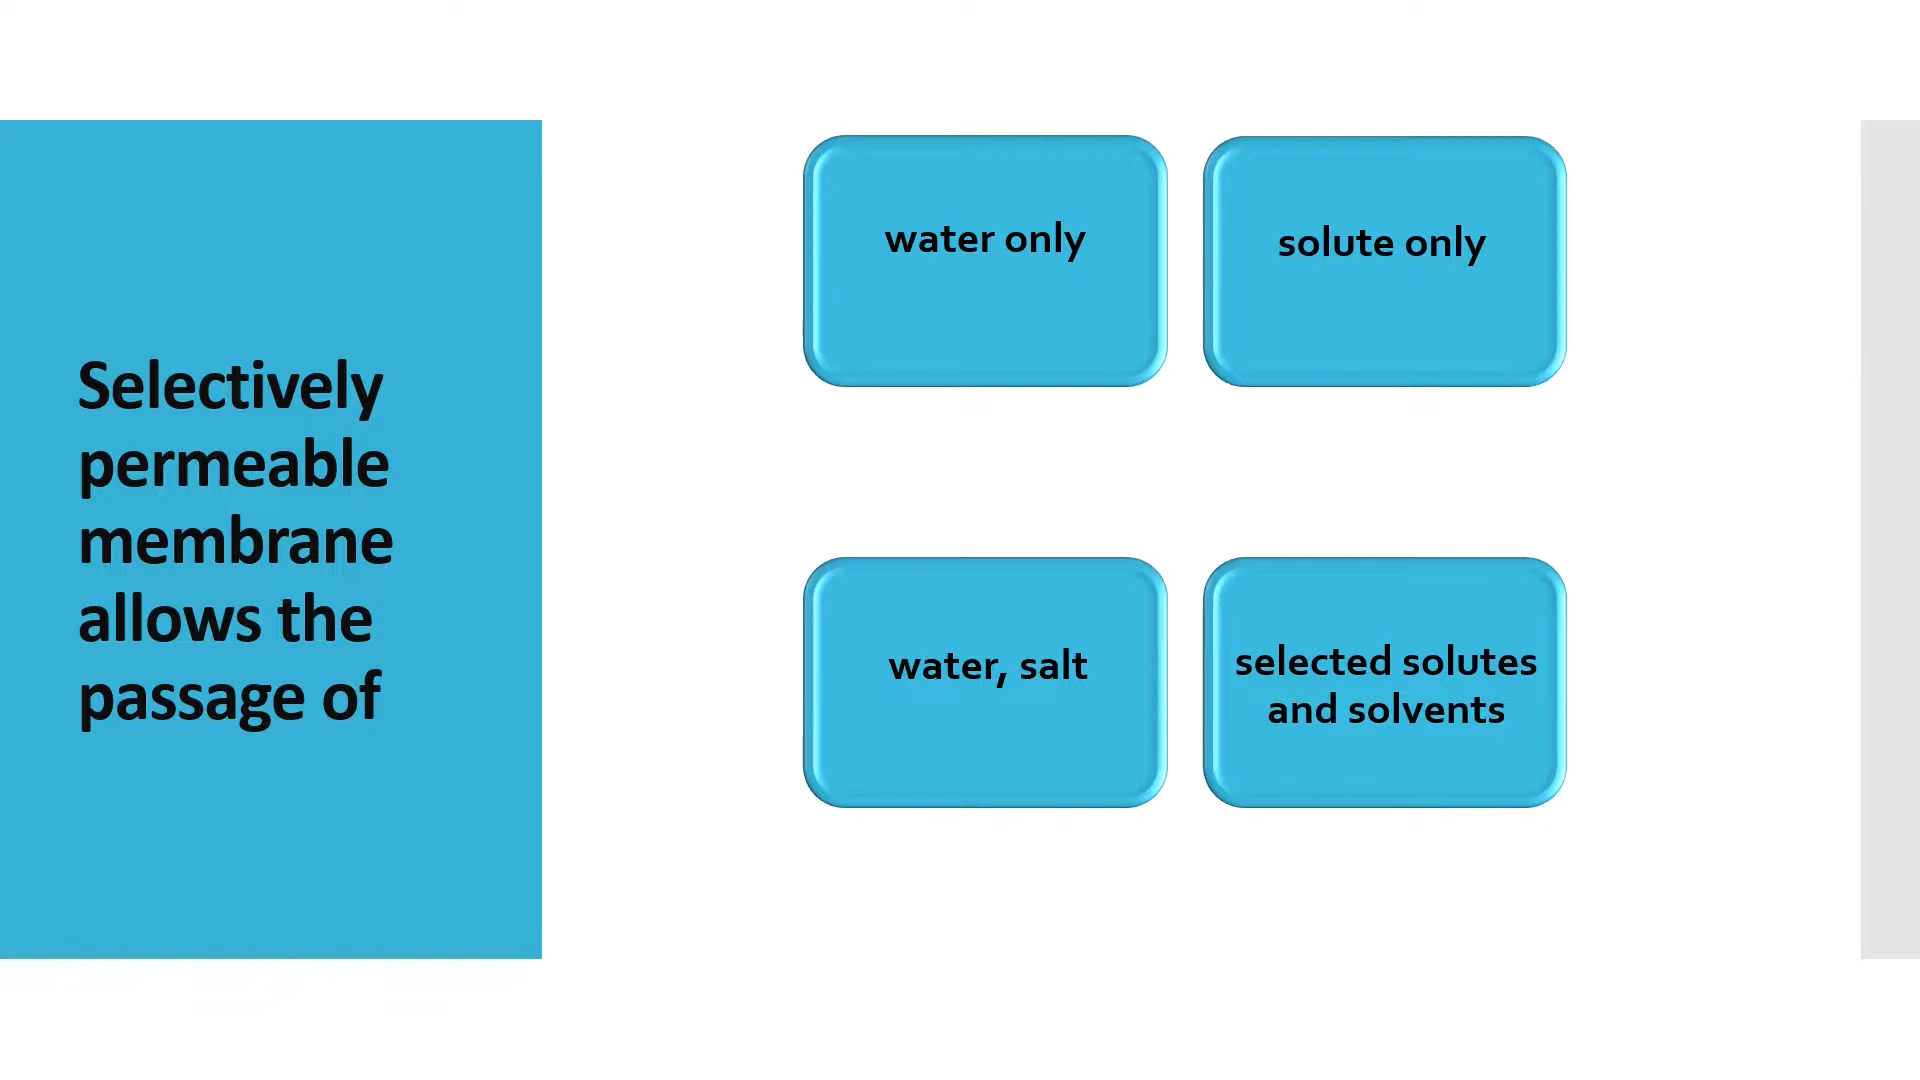 Selectively
permeable
membrane
allows the
passage of
water only
solute only
water, salt
selected solutes
and solvents